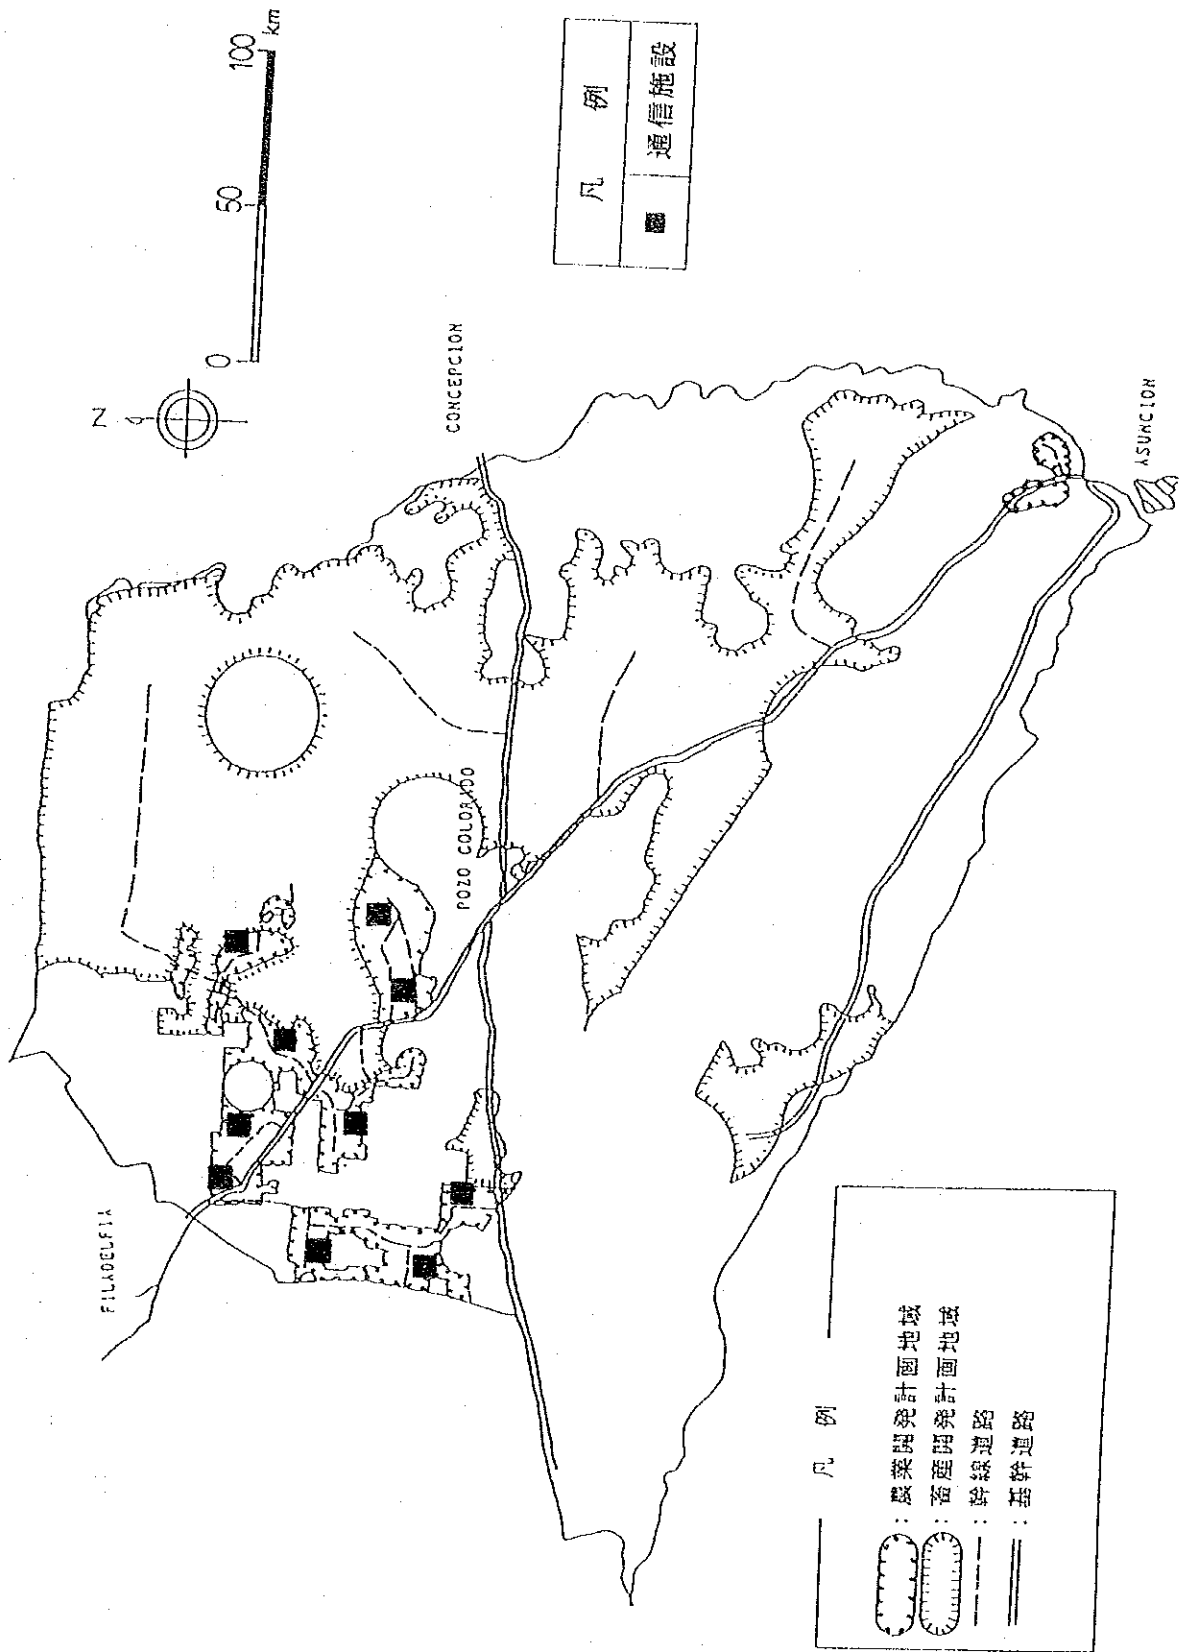 0 50 100
km
N
凡 例
通信施設
CONCEPCION
POZO COLORADO
FILADELFIA
ASUNCION
凡 例
: 農業開発計画地域
: 畜産開発計画地域
: 幹線道路
: 基幹道路